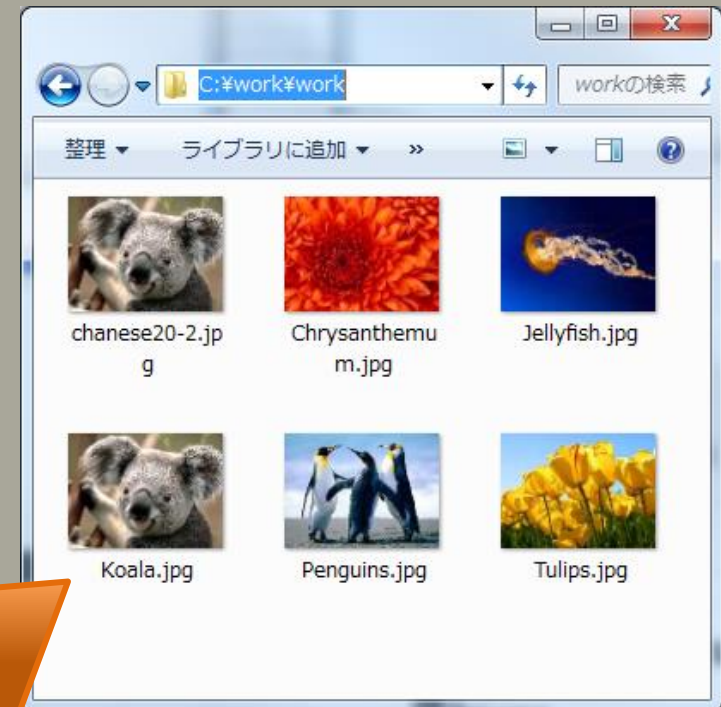 C:¥work¥work
workの検索
整理
ライブラリに追加
»
chanese20-2.jp
g
Chrysanthemu
m.jpg
Jellyfish.jpg
Koala.jpg
Penguins.jpg
Tulips.jpg